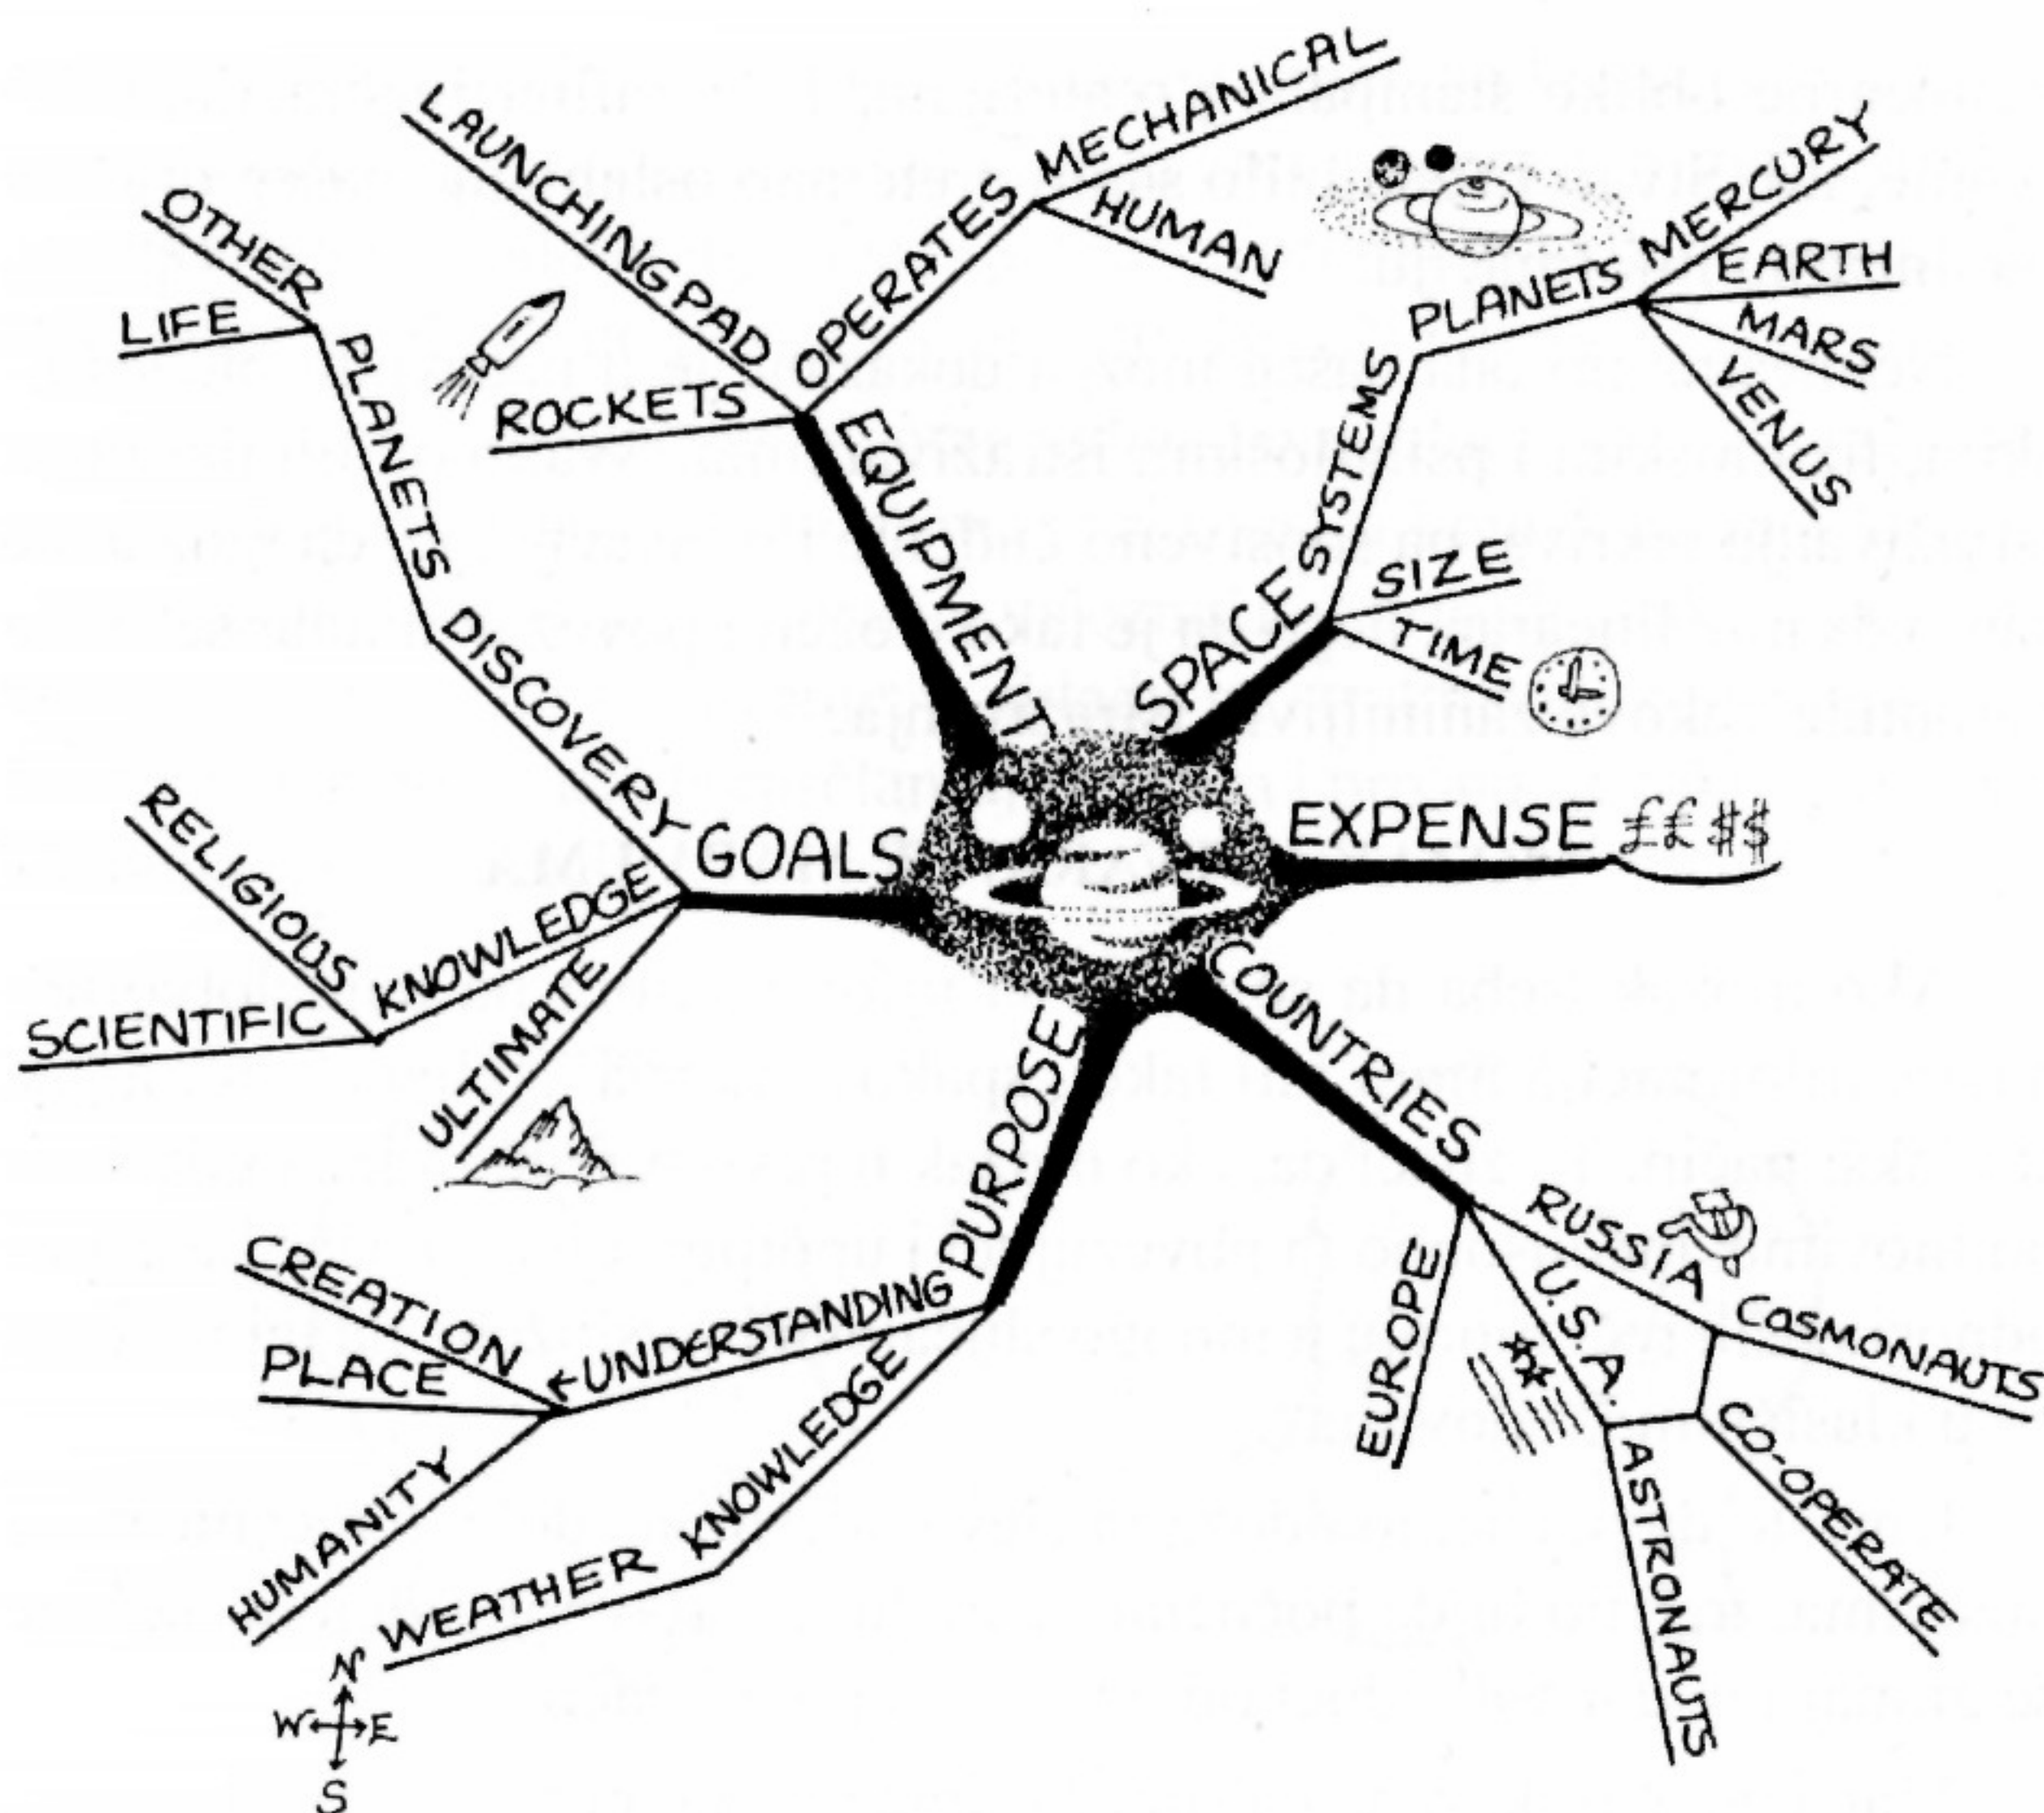 LAUNCHING PAD
OPERATES
MECHANICAL
HUMAN
ROCKETS
EQUIPMENT
SPACE
SYSTEMS
PLANETS
MERCURY
EARTH
MARS
VENUS
SIZE
TIME
EXPENSE ££$$
COUNTRIES
RUSSIA
COSMONAUTS
U.S.A.
CO-OPERATE
ASTRONAUTS
EUROPE
PURPOSE
←UNDERSTANDING
CREATION
PLACE
HUMANITY
KNOWLEDGE
WEATHER
N
W E
S
GOALS
DISCOVERY
PLANETS
OTHER
LIFE
KNOWLEDGE
RELIGIOUS
SCIENTIFIC
ULTIMATE